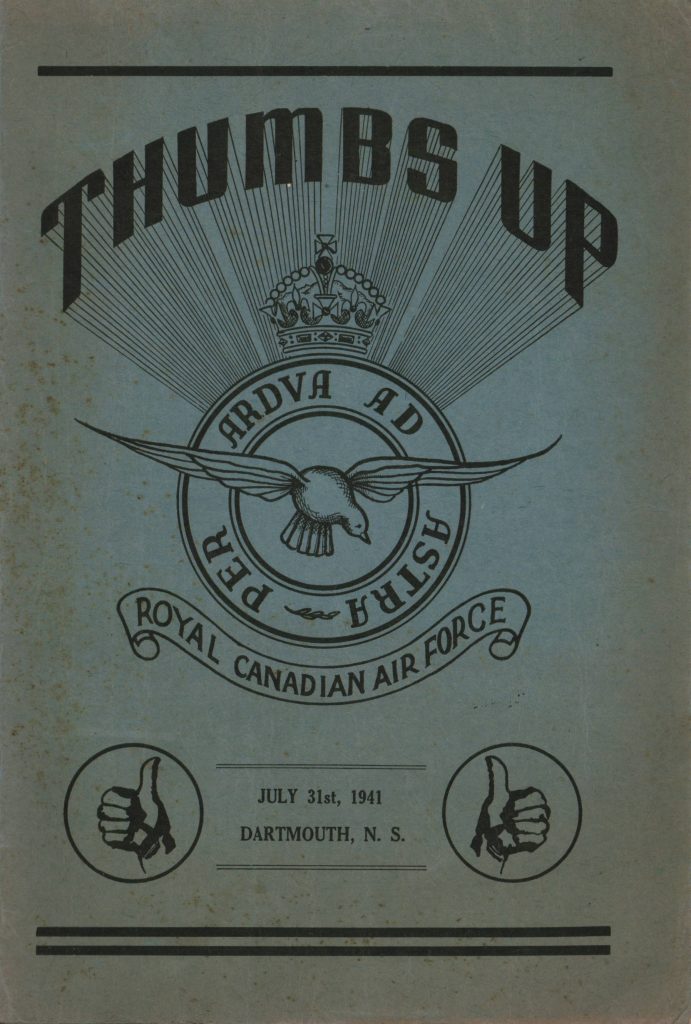 THUMBS UP
PER ARDVA AD ASTRA
ROYAL CANADIAN AIR FORCE
JULY 31st, 1941
DARTMOUTH, N. S.